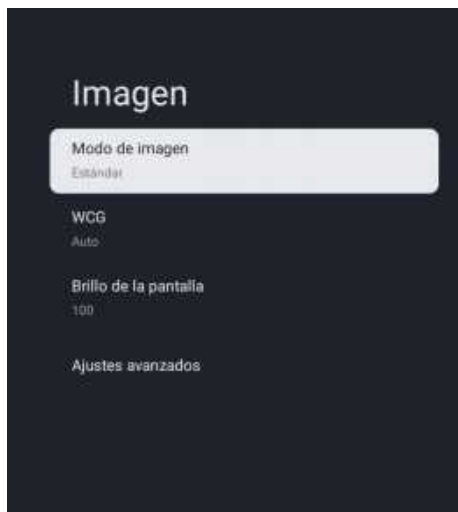 Imagen
Modo de imagen
Estándar
WCG
Auto
Brillo de la pantalla
100
Ajustes avanzados